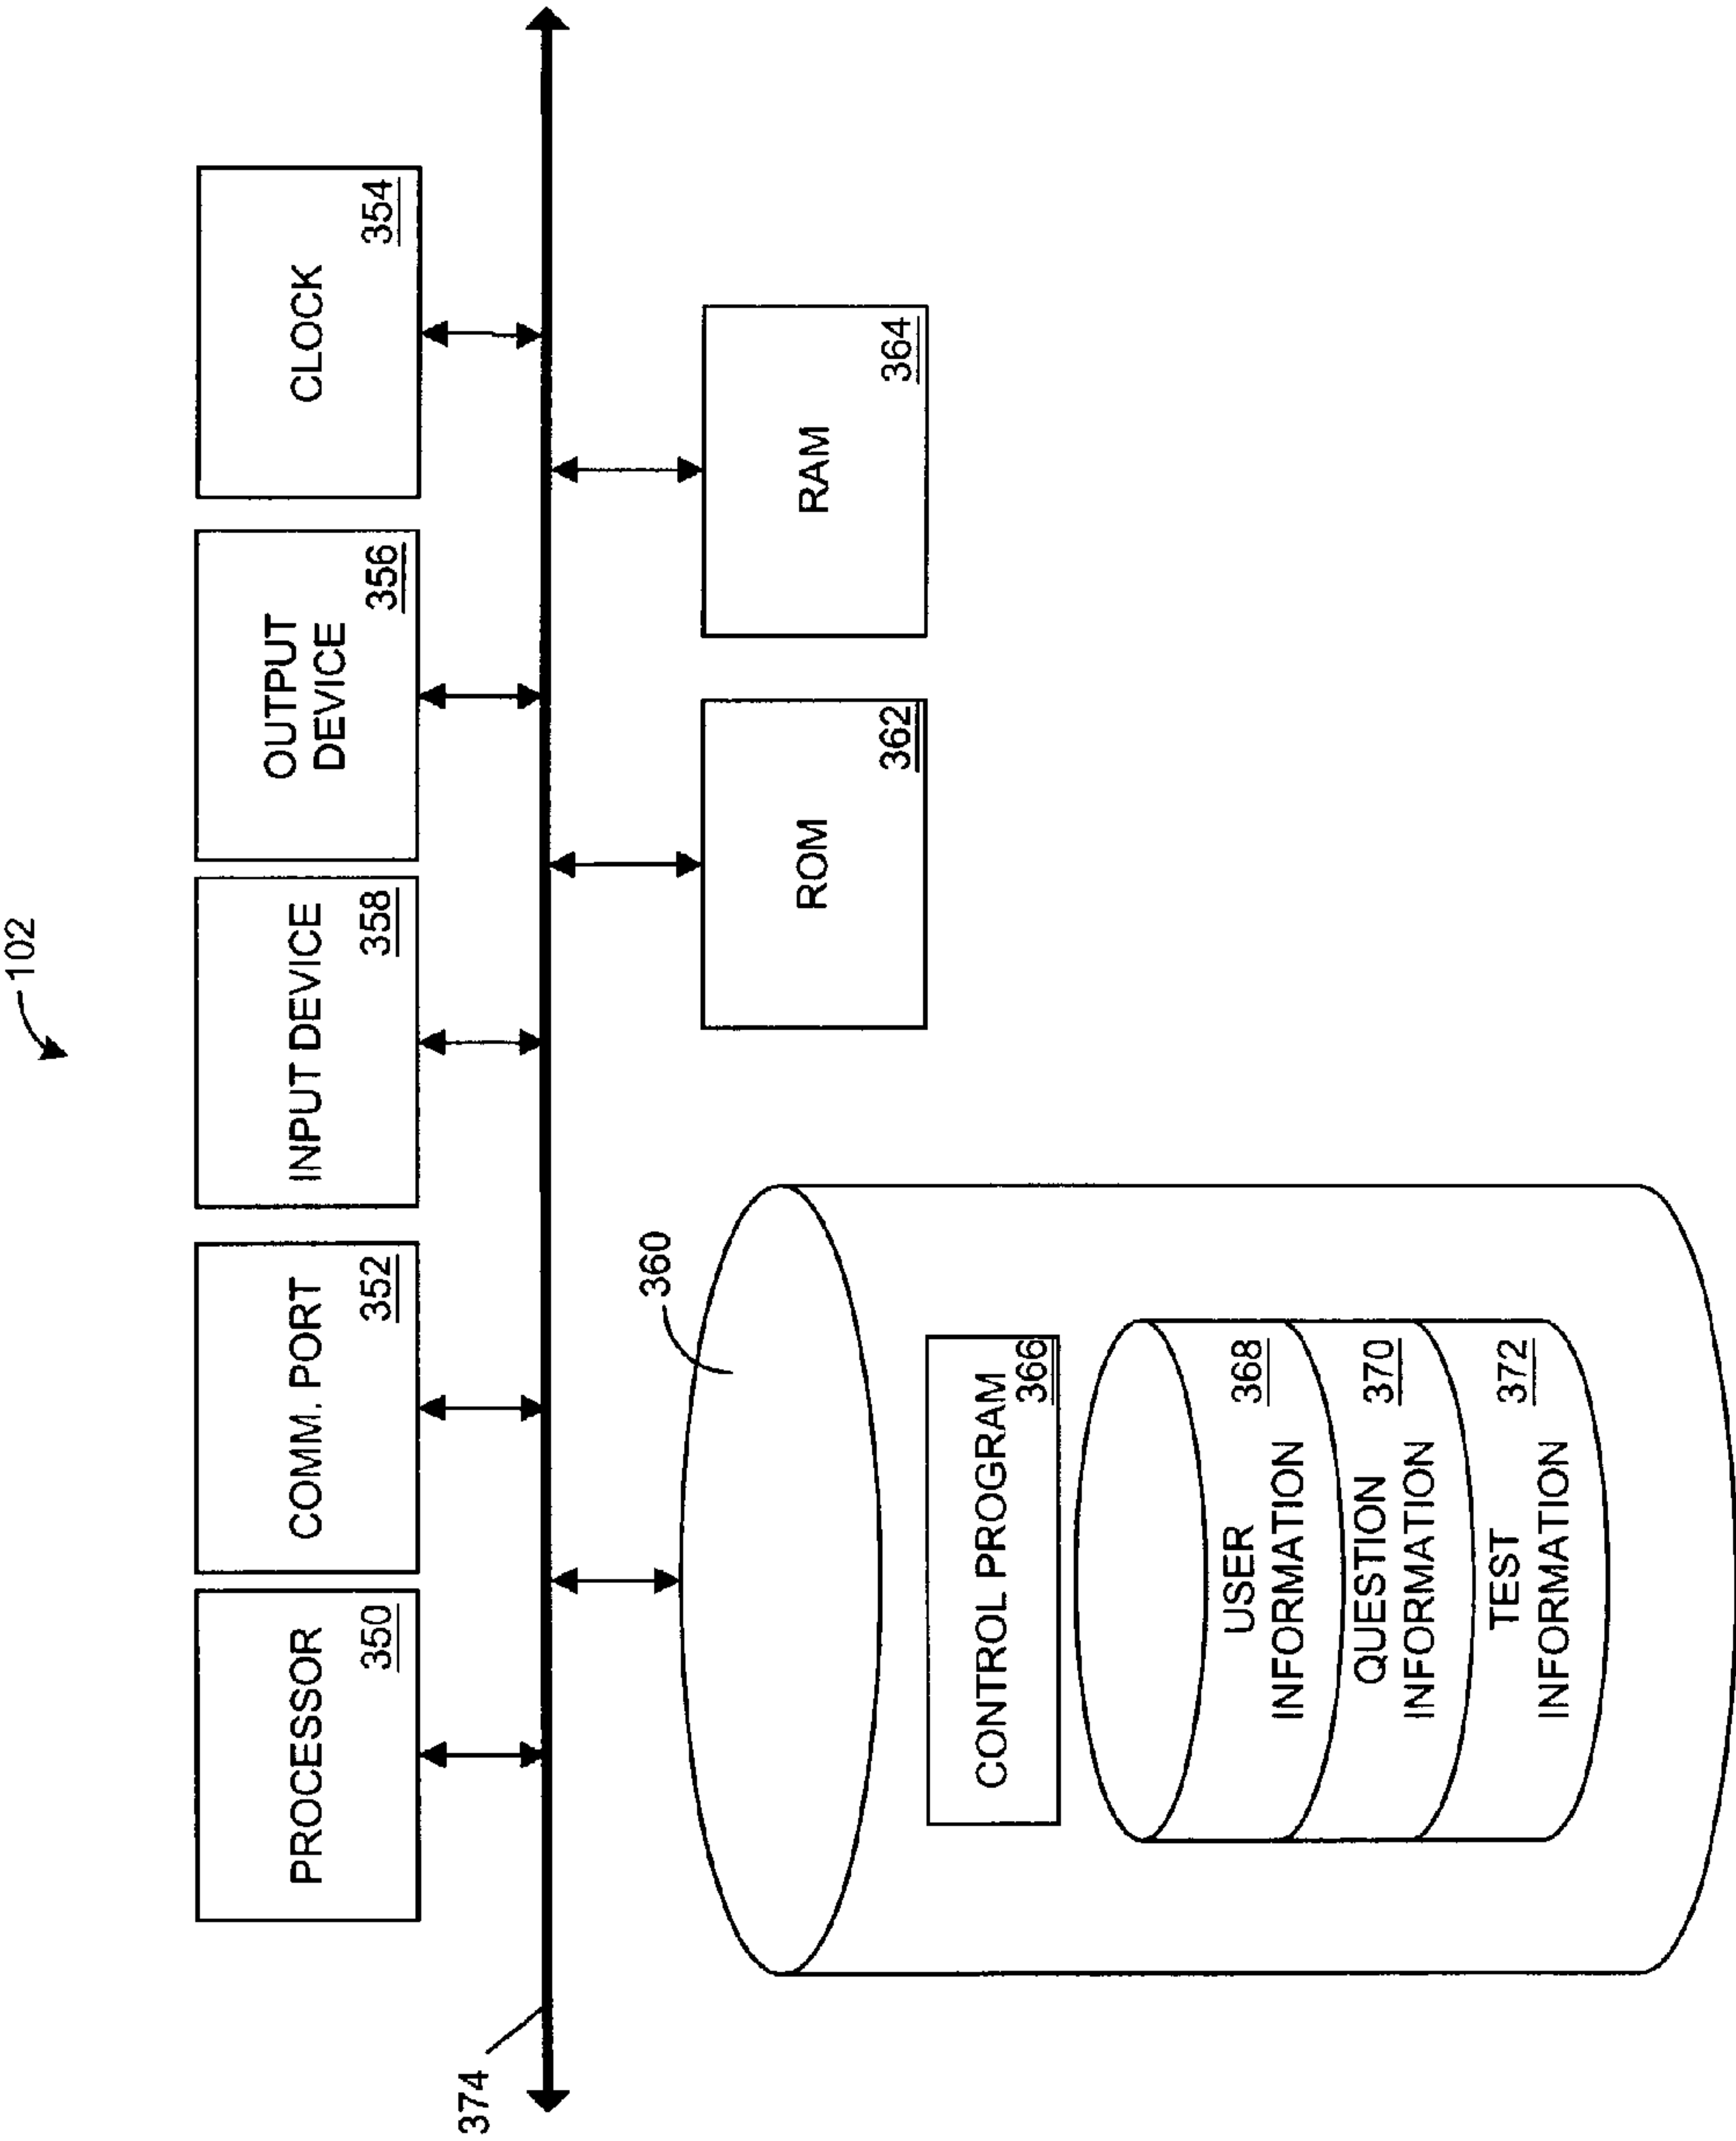 102
PROCESSOR
350
COMM. PORT
352
INPUT DEVICE
358
OUTPUT
DEVICE
356
CLOCK
354
374
360
ROM
362
RAM
364
CONTROL PROGRAM
366
USER
INFORMATION
368
QUESTION
INFORMATION
370
TEST
INFORMATION
372